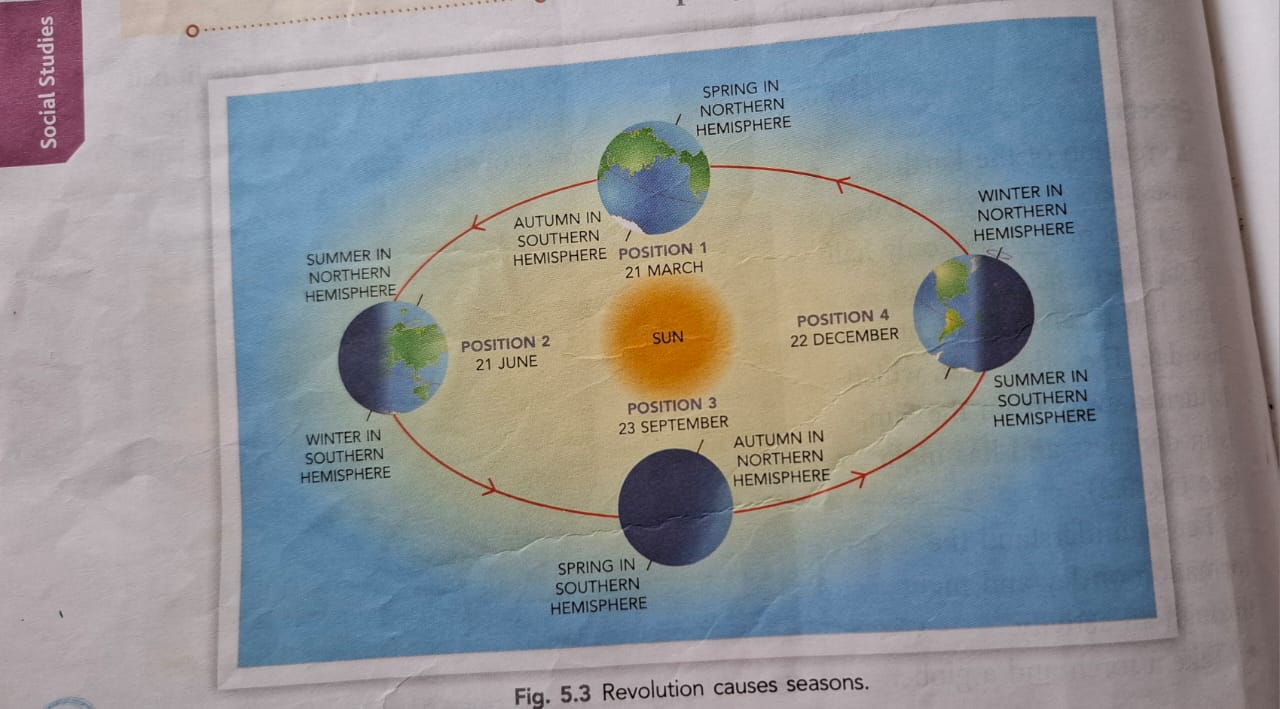 Social Studies
SPRING IN
NORTHERN
HEMISPHERE
AUTUMN IN
SOUTHERN
HEMISPHERE
POSITION 1
21 MARCH
SUMMER IN
NORTHERN
HEMISPHERE
POSITION 2
21 JUNE
WINTER IN
SOUTHERN
HEMISPHERE
SUN
WINTER IN
NORTHERN
HEMISPHERE
POSITION 4
22 DECEMBER
SUMMER IN
SOUTHERN
HEMISPHERE
POSITION 3
23 SEPTEMBER
AUTUMN IN
NORTHERN
HEMISPHERE
SPRING IN
SOUTHERN
HEMISPHERE
Fig. 5.3 Revolution causes seasons.